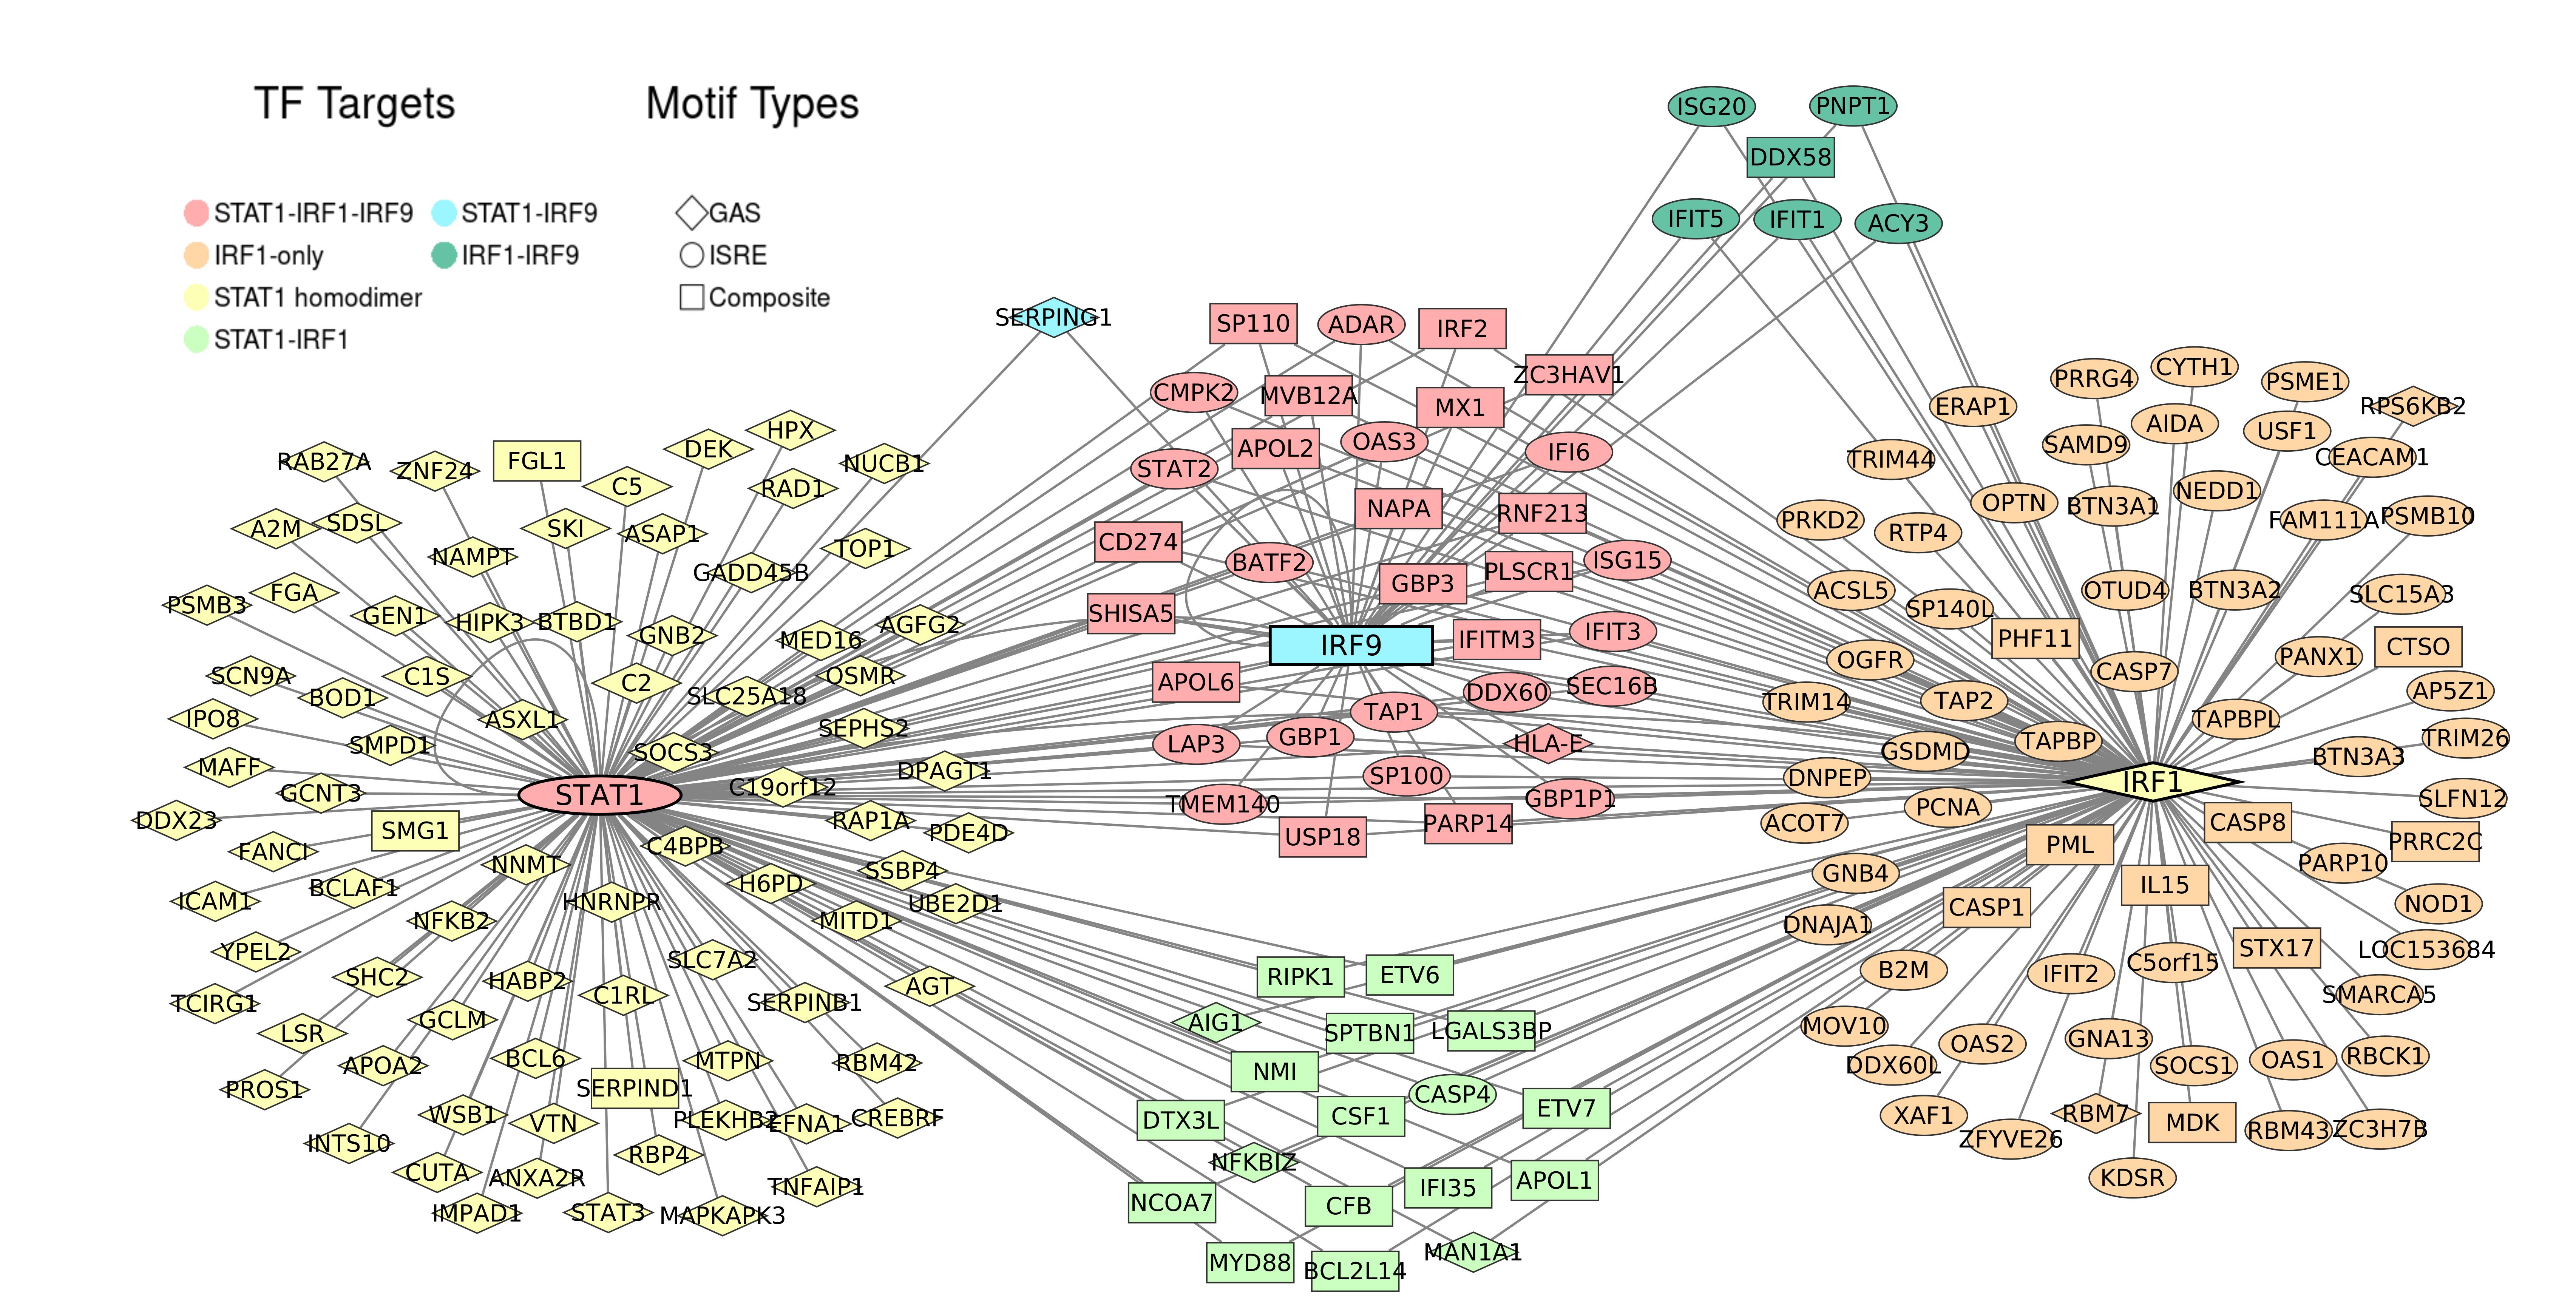 TF Targets
Motif Types
STAT1-IRF1-IRF9
STAT1-IRF9
GAS
IRF1-only
IRF1-IRF9
ISRE
STAT1 homodimer
Composite
STAT1-IRF1
ISG20
PNPT1
DDX58
IFIT5
IFIT1
ACY3
SERPING1
SP110
ADAR
IRF2
CMPK2
MVB12A
MX1
ZC3HAV1
APOL2
OAS3
IFI6
STAT2
NAPA
RNF213
CD274
BATF2
GBP3
PLSCR1
ISG15
SHISA5
IRF9
IFITM3
IFIT3
APOL6
DDX60
SEC16B
TAP1
LAP3
GBP1
HLA-E
SP100
TMEM140
GBP1P1
USP18
PARP14
HPX
DEK
RAB27A
ZNF24
FGL1
NUCB1
C5
RAD1
A2M
SDSL
SKI
ASAP1
NAMPT
TOP1
GADD45B
PSMB3
FGA
GEN1
HIPK3
BTBD1
GNB2
MED16
AGFG2
SCN9A
BOD1
C1S
C2
SLC25A18
OSMR
IPO8
ASXL1
SMPD1
SOCS3
SEPHS2
MAFF
GCNT3
C19orf12
DPAGT1
STAT1
DDX23
SMG1
RAP1A
PDE4D
FANCI
NNMT
C4BPB
SSBP4
ICAM1
BCLAF1
HNRNPR
H6PD
UBE2D1
NFKB2
MITD1
YPEL2
SHC2
HABP2
SLC7A2
AGT
TCIRG1
C1RL
SERPINB1
LSR
GCLM
APOA2
BCL6
MTPN
RBM42
PROS1
SERPIND1
WSB1
VTN
PLEKHB2
EFNA1
CREBRF
INTS10
RBP4
CUTA
ANXA2R
TNFAIP1
IMPAD1
STAT3
MAPKAPK3
RIPK1
ETV6
AIG1
SPTBN1
LGALS3BP
NMI
CASP4
DTX3L
CSF1
ETV7
NFKBIZ
NCOA7
CFB
IFI35
APOL1
MYD88
BCL2L14
MAN1A1
PRRG4
CYTH1
PSME1
RPS6KB2
ERAP1
AIDA
USF1
TRIM44
SAMD9
CEACAM1
OPTN
BTN3A1
NEDD1
PRKD2
RTP4
FAM111A
PSMB10
ACSL5
SP140L
OTUD4
BTN3A2
SLC15A3
PHF11
PANX1
CTSO
OGFR
CASP7
TRIM14
TAP2
AP5Z1
TAPBPL
GSDMD
TAPBP
TRIM26
BTN3A3
DNPEP
IRF1
SLFN12
ACOT7
PCNA
CASP8
PRRC2C
PML
PARP10
GNB4
IL15
NOD1
CASP1
DNAJA1
STX17
LOC153684
B2M
IFIT2
C5orf15
SMARCA5
MOV10
OAS2
GNA13
DDX60L
SOCS1
OAS1
RBCK1
XAF1
RBM7
MDK
ZFYVE26
RBM43
ZC3H7B
KDSR